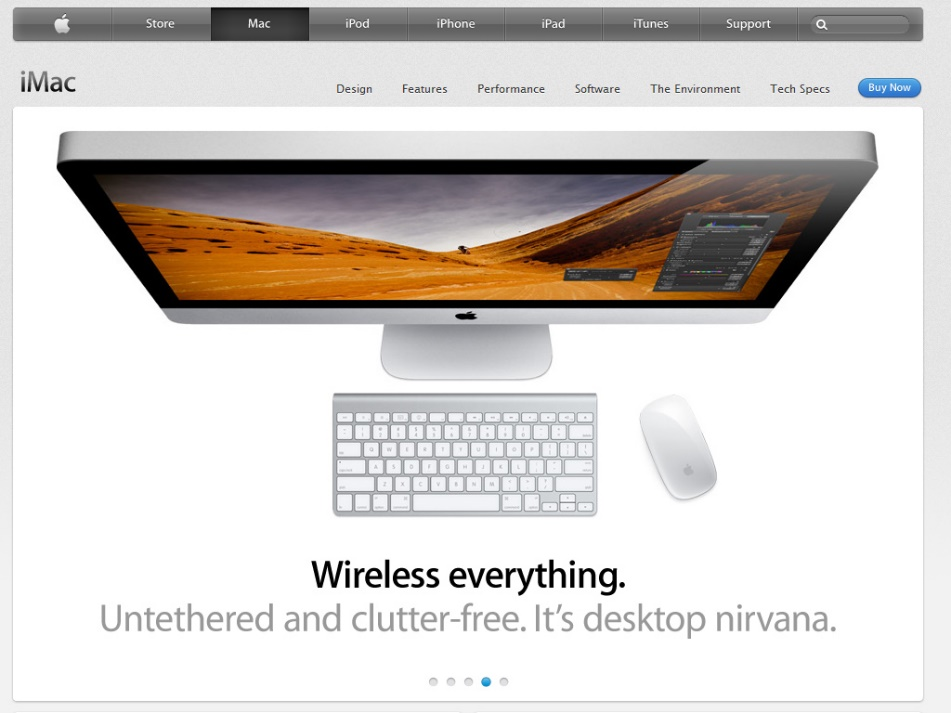 Store
Mac
iPod
iPhone
iPad
iTunes
Support
iMac
Design
Features
Performance
Software
The Environment
Tech Specs
Buy Now
Wireless everything.
Untethered and clutter-free. It's desktop nirvana.